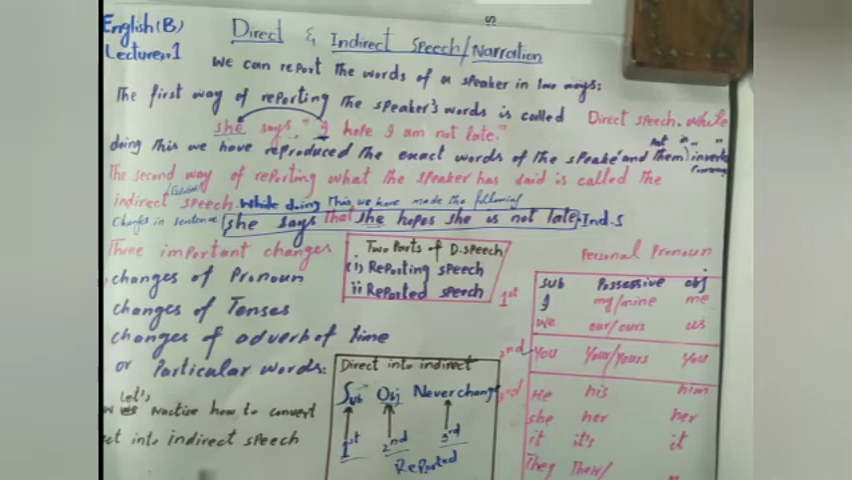 English(B)
Lecture,1
Direct & Indirect Speech/Narration
We can report the words of a speaker in two ways:
The first way of reporting the speaker's words is called Direct speech. while
she says, "I hope I am not late."
doing this we have reproduced the exact words of the speaker and them) inverted
The second way of reporting what the speaker has said is called the
indirect speech. While doing This, we have made the following
Changes in sentence she says That she hopes she is not late, Ind.S
Three important changes
changes of Pronoun
changes of Tenses
changes of adverb of time
or Particular words:
Let's
Practice how to convert
ct into indirect speech
Two Parts of D.speech
(i) Reporting speech
ii Reported speech
Direct into indirect
Sub Obj Never change
1st 2nd 3rd
Reported
Personal Pronoun
Sub Possessive obj
1st I my/mine me
we our/ours us
2nd You Your/Yours You
3rd He his him
she her her
it it's it
They Their/